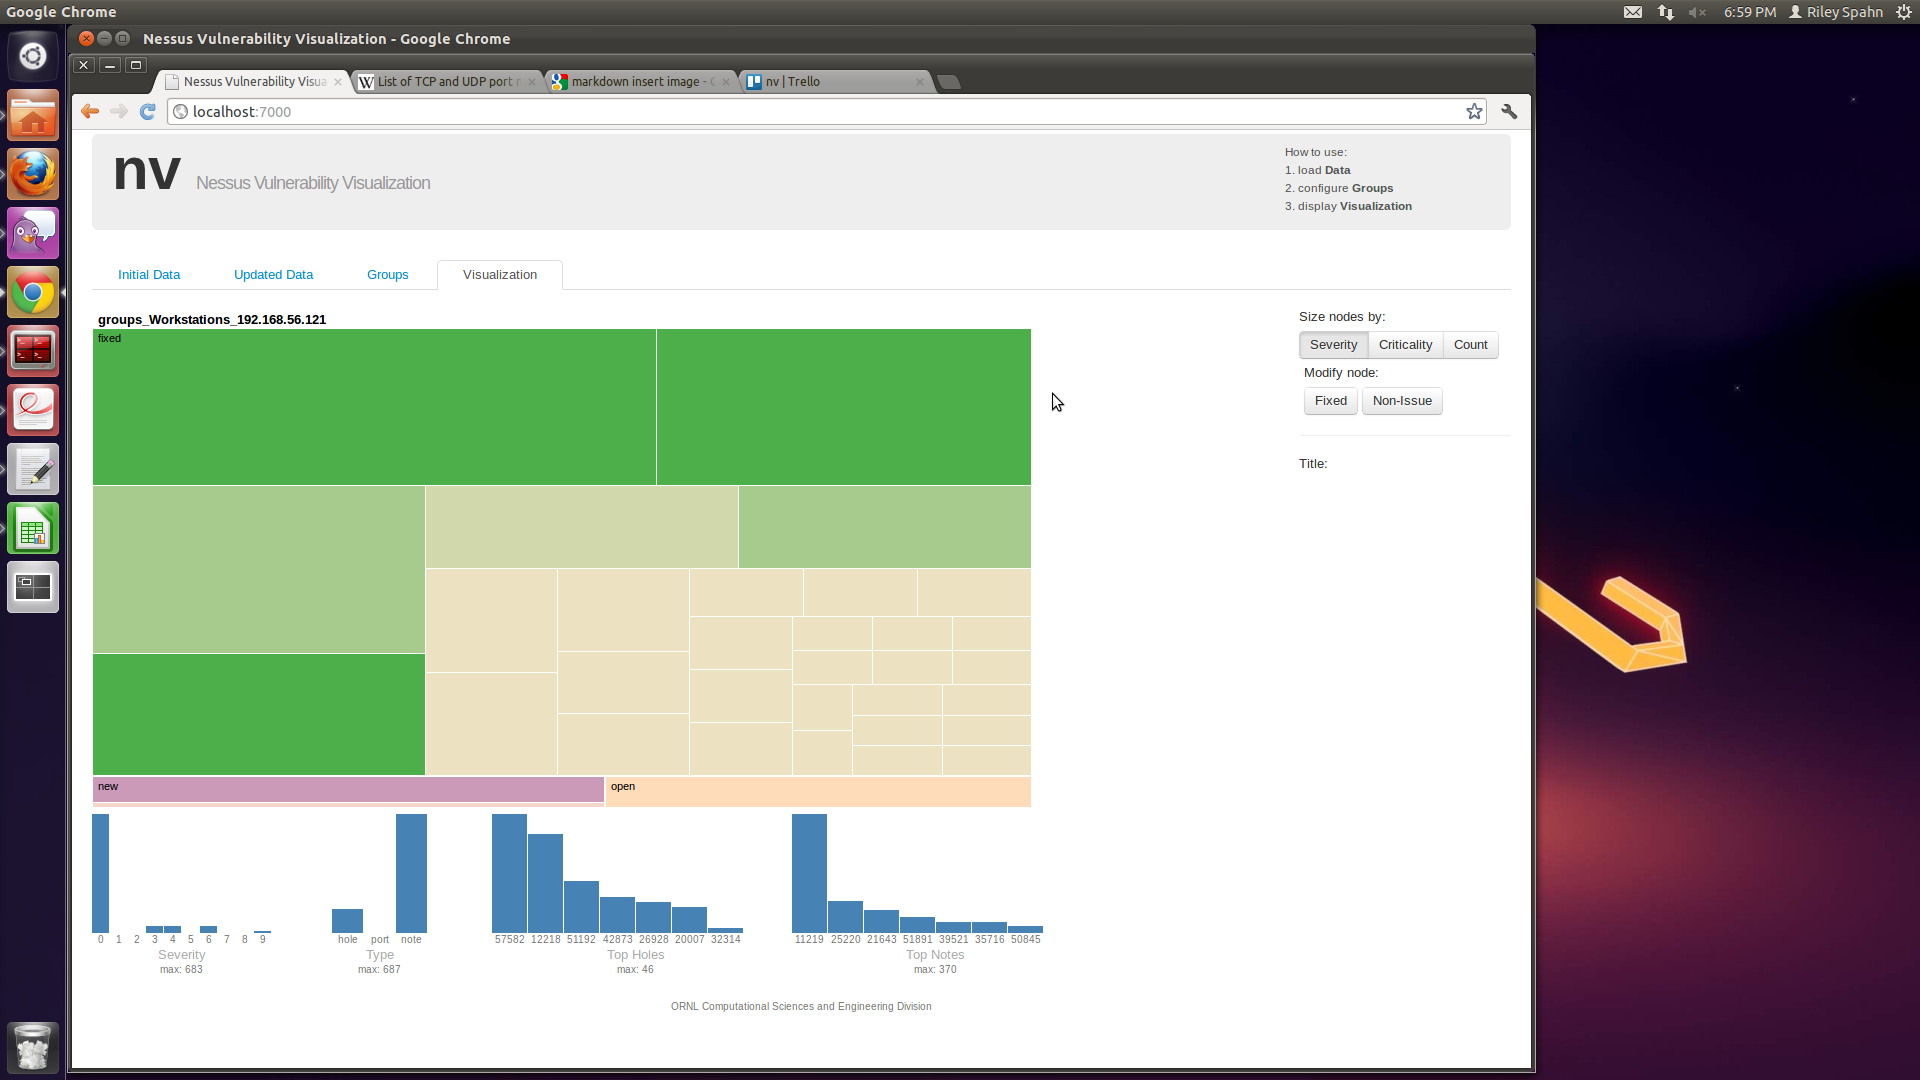 Google Chrome
6:59 PM
Riley Spahn
Nessus Vulnerability Visualization - Google Chrome
Nessus Vulnerability Visua
List of TCP and UDP port
markdown insert image -
nv | Trello
localhost:7000
nv Nessus Vulnerability Visualization
How to use:
1. load Data
2. configure Groups
3. display Visualization
Initial Data
Updated Data
Groups
Visualization
groups_Workstations_192.168.56.121
fixed
new
open
Size nodes by:
Severity Criticality Count
Modify node:
Fixed Non-Issue
Title:
0 1 2 3 4 5 6 7 8 9
Severity
max: 683
hole port note
Type
max: 687
57582 12218 51192 42873 26928 20007 32314
Top Holes
max: 46
11219 25220 21643 51891 39521 35716 50845
Top Notes
max: 370
ORNL Computational Sciences and Engineering Division